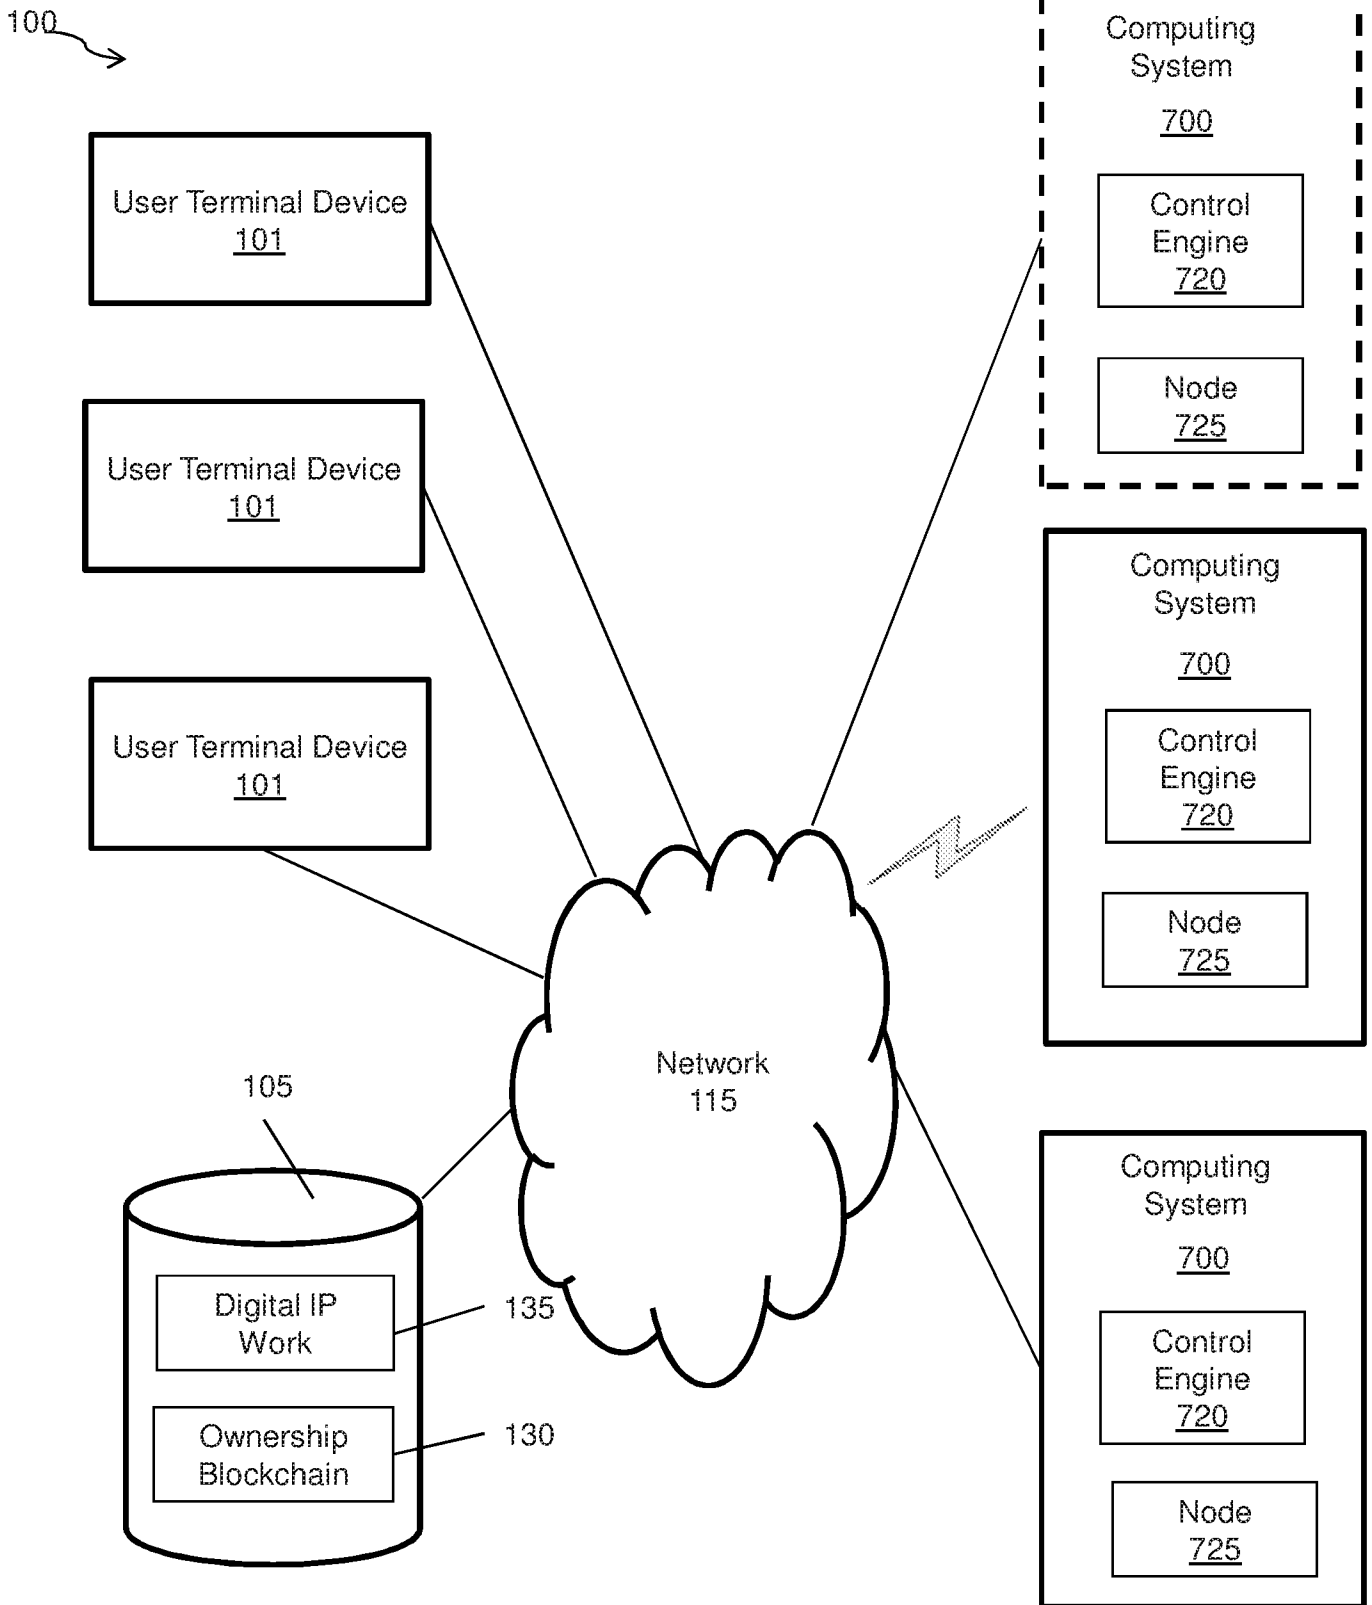 100
User Terminal Device
101
User Terminal Device
101
User Terminal Device
101
105
Digital IP
Work
135
Ownership
Blockchain
130
Network
115
Computing
System
700
Control
Engine
720
Node
725
Computing
System
700
Control
Engine
720
Node
725
Computing
System
700
Control
Engine
720
Node
725